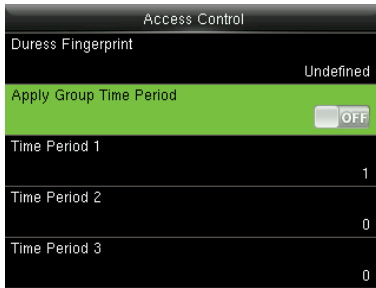 Access Control
Duress Fingerprint
Undefined
Apply Group Time Period
OFF
Time Period 1
1
Time Period 2
0
Time Period 3
0